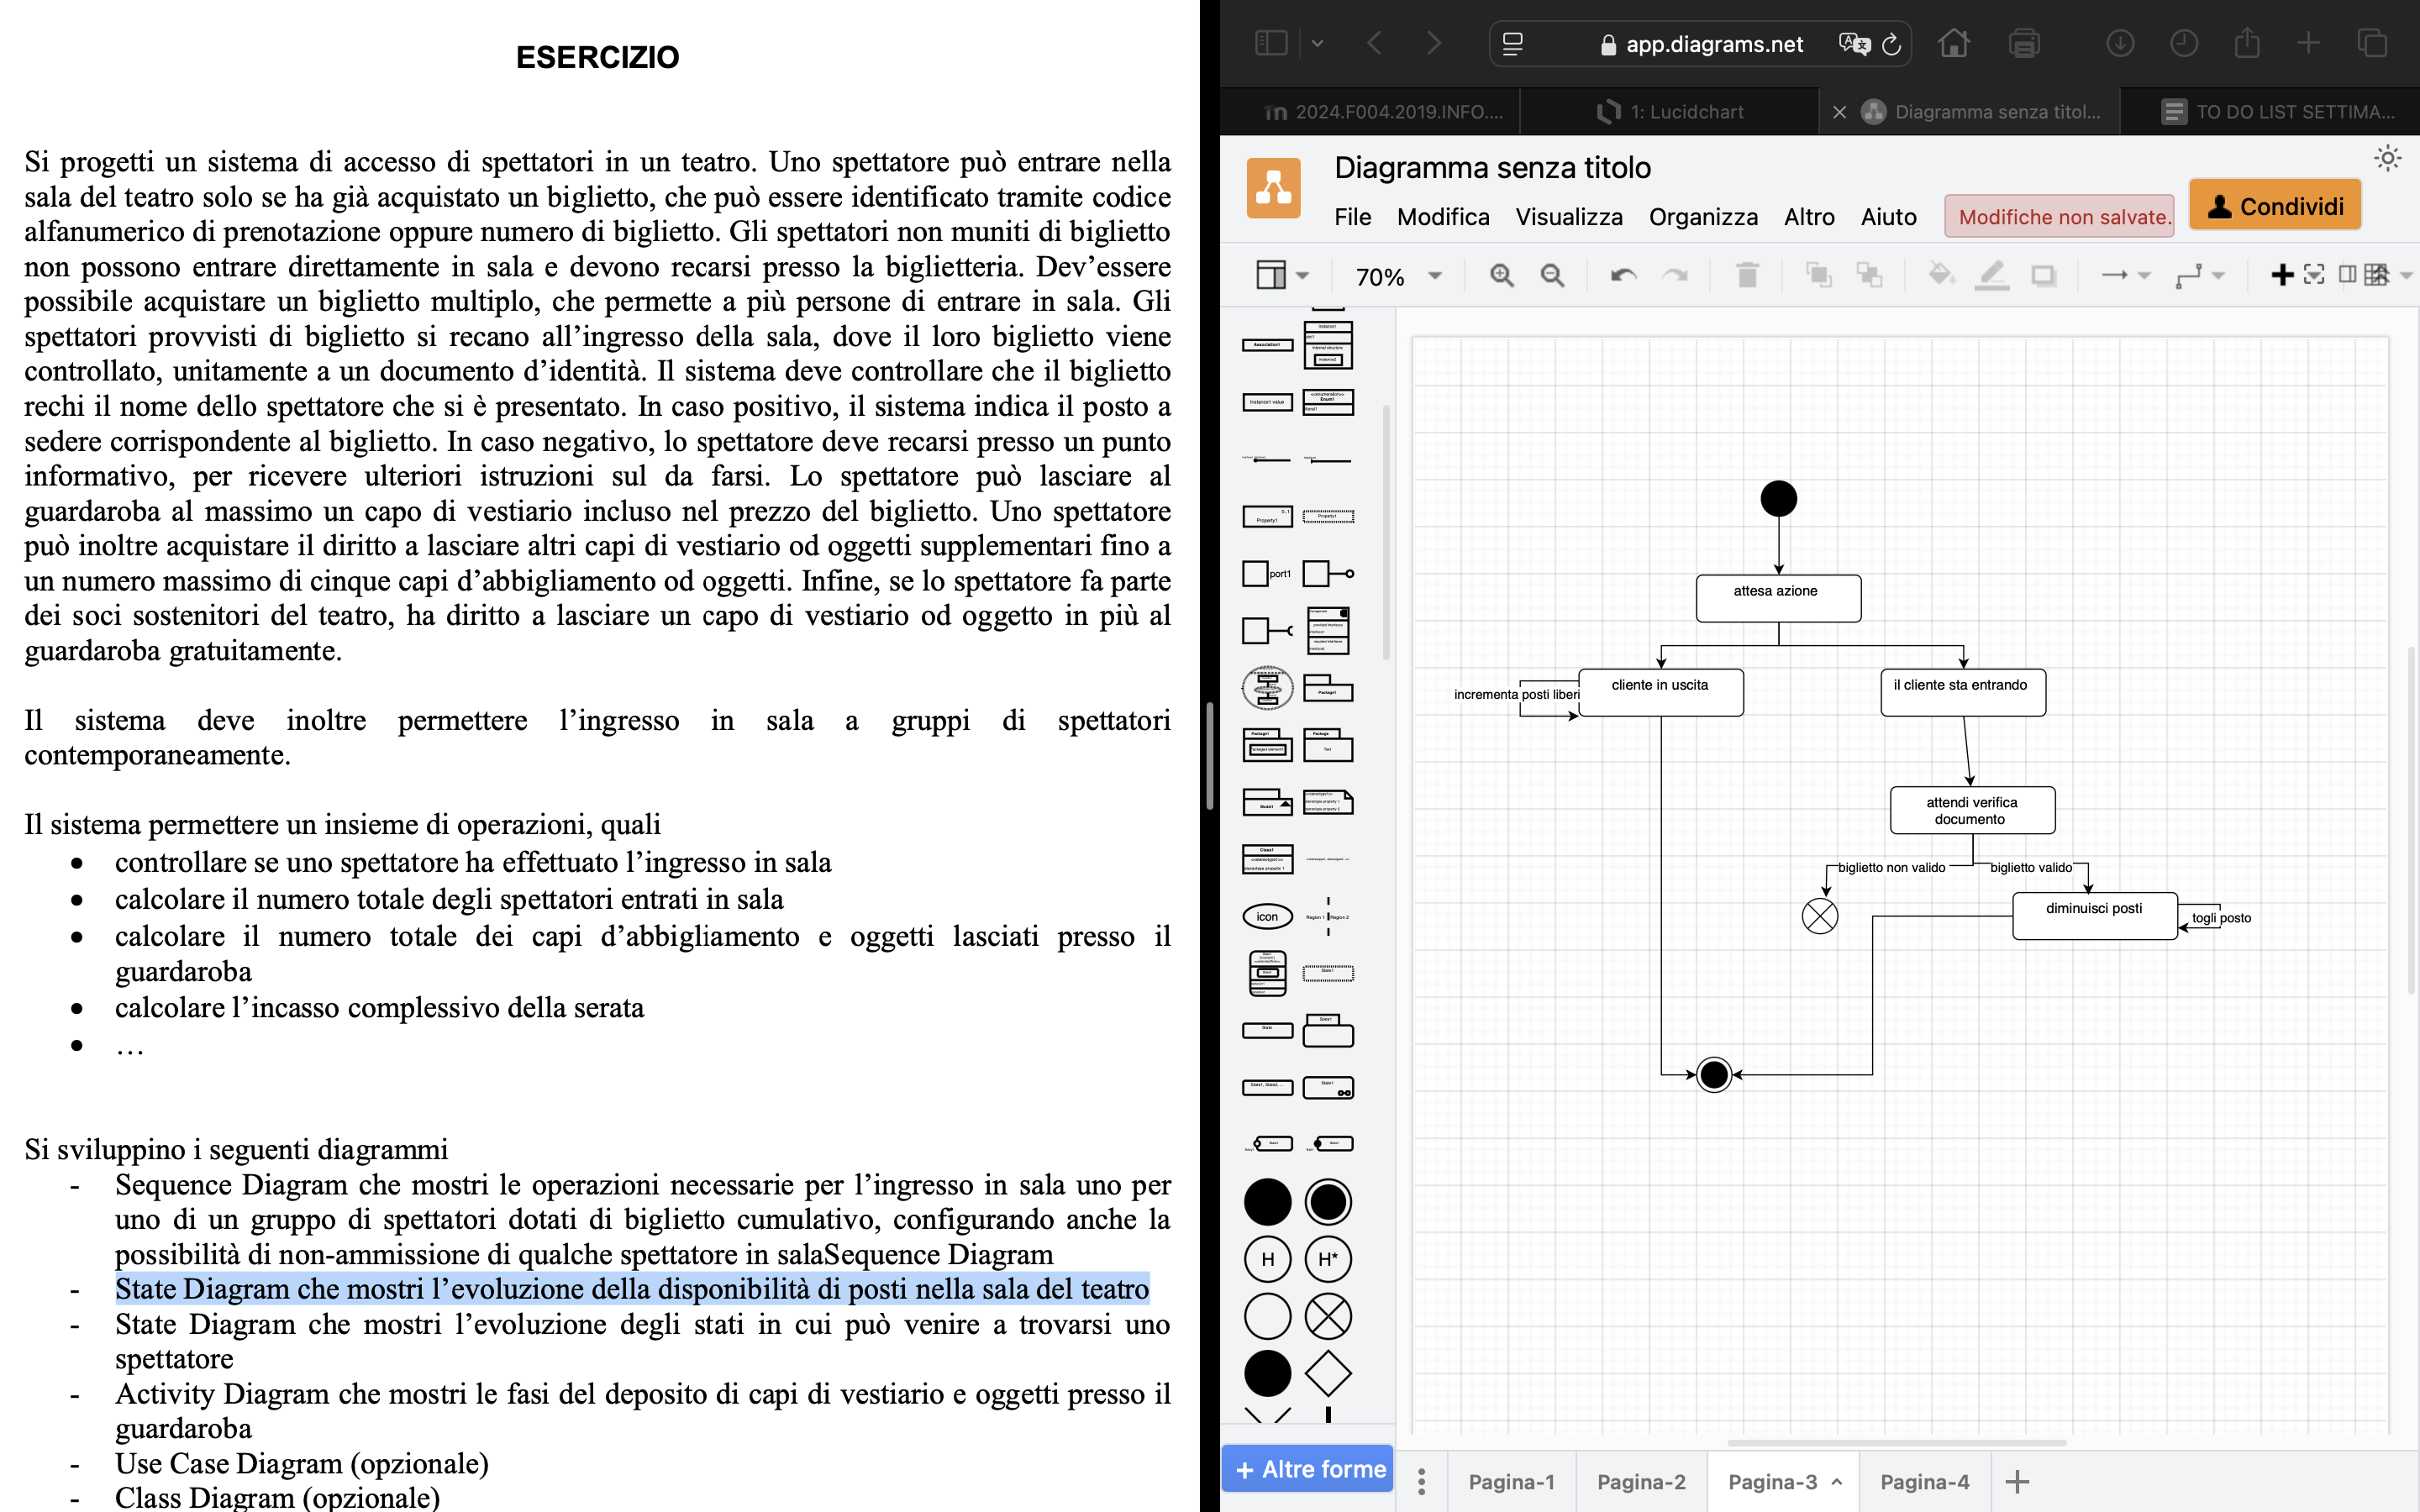 ESERCIZIO
Si progetti un sistema di accesso di spettatori in un teatro. Uno spettatore può entrare nella
sala del teatro solo se ha già acquistato un biglietto, che può essere identificato tramite codice
alfanumerico di prenotazione oppure numero di biglietto. Gli spettatori non muniti di biglietto
non possono entrare direttamente in sala e devono recarsi presso la biglietteria. Dev'essere
possibile acquistare un biglietto multiplo, che permette a più persone di entrare in sala. Gli
spettatori provvisti di biglietto si recano all'ingresso della sala, dove il loro biglietto viene
controllato, unitamente a un documento d'identità. Il sistema deve controllare che il biglietto
rechi il nome dello spettatore che si è presentato. In caso positivo, il sistema indica il posto a
sedere corrispondente al biglietto. In caso negativo, lo spettatore deve recarsi presso un punto
informativo, per ricevere ulteriori istruzioni sul da farsi. Lo spettatore può lasciare al
guardaroba al massimo un capo di vestiario incluso nel prezzo del biglietto. Uno spettatore
può inoltre acquistare il diritto a lasciare altri capi di vestiario od oggetti supplementari fino a
un numero massimo di cinque capi d'abbigliamento od oggetti. Infine, se lo spettatore fa parte
dei soci sostenitori del teatro, ha diritto a lasciare un capo di vestiario od oggetto in più al
guardaroba gratuitamente.
Il sistema deve inoltre permettere l'ingresso in sala a gruppi di spettatori
contemporaneamente.
Il sistema permettere un insieme di operazioni, quali
• controllare se uno spettatore ha effettuato l'ingresso in sala
• calcolare il numero totale degli spettatori entrati in sala
• calcolare il numero totale dei capi d'abbigliamento e oggetti lasciati presso il
guardaroba
• calcolare l'incasso complessivo della serata
• …
Si sviluppino i seguenti diagrammi
- Sequence Diagram che mostri le operazioni necessarie per l'ingresso in sala uno per
uno di un gruppo di spettatori dotati di biglietto cumulativo, configurando anche la
possibilità di non-ammissione di qualche spettatore in salaSequence Diagram
- State Diagram che mostri l'evoluzione della disponibilità di posti nella sala del teatro
- State Diagram che mostri l'evoluzione degli stati in cui può venire a trovarsi uno
spettatore
- Activity Diagram che mostri le fasi del deposito di capi di vestiario e oggetti presso il
guardaroba
- Use Case Diagram (opzionale)
- Class Diagram (opzionale)
app.diagrams.net
2024.F004.2019.INFO....
1: Lucidchart
Diagramma senza titol...
TO DO LIST SETTIMA...
Diagramma senza titolo
File Modifica Visualizza Organizza Altro Aiuto
Modifiche non salvate.
Condividi
70%
port1
icon
H
H*
+ Altre forme
attesa azione
cliente in uscita
il cliente sta entrando
incrementa posti liberi
attendi verifica
documento
biglietto non valido
biglietto valido
diminuisci posti
togli posto
Pagina-1
Pagina-2
Pagina-3
Pagina-4